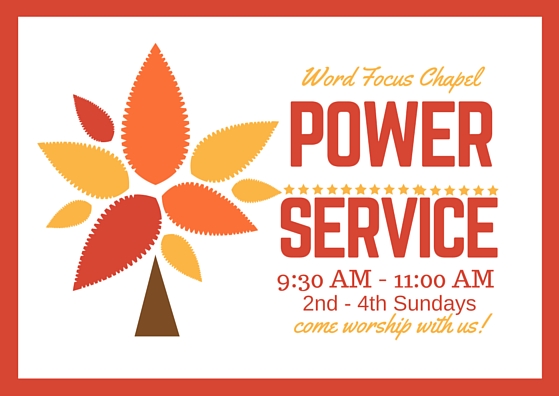 Word Focus Chapel
POWER
SERVICE
9:30 AM - 11:00 AM
2nd - 4th Sundays
come worship with us!